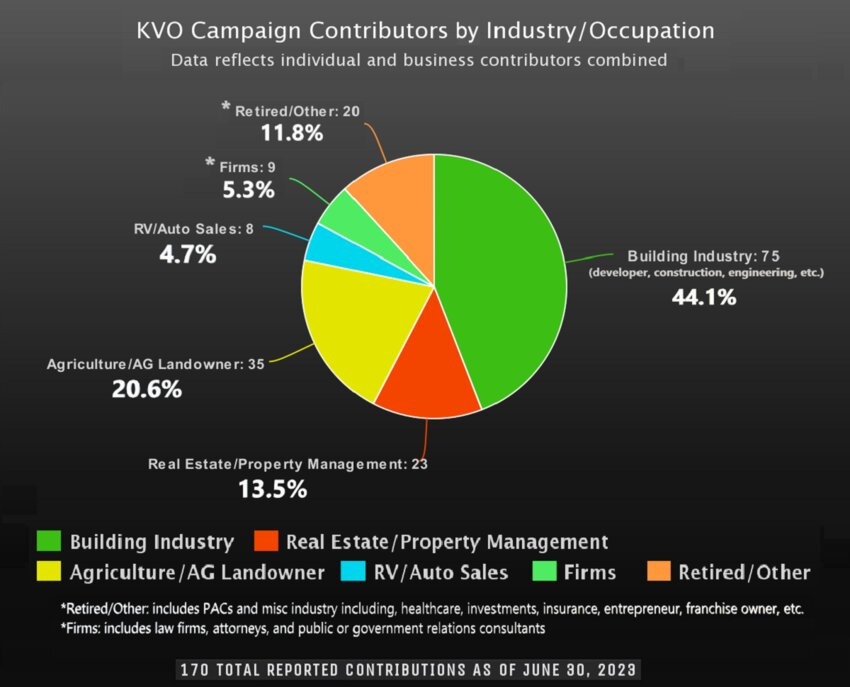 KVO Campaign Contributors by Industry/Occupation
Data reflects individual and business contributors combined
* Retired/Other: 20
11.8%
* Firms: 9
5.3%
RV/Auto Sales: 8
4.7%
Building Industry: 75
(developer, construction, engineering, etc.)
44.1%
Agriculture/AG Landowner: 35
20.6%
Real Estate/Property Management: 23
13.5%
Building Industry Real Estate/Property Management
Agriculture/AG Landowner RV/Auto Sales Firms Retired/Other
*Retired/Other: includes PACs and misc industry including, healthcare, investments, insurance, entrepreneur, franchise owner, etc.
*Firms: includes law firms, attorneys, and public or government relations consultants
170 TOTAL REPORTED CONTRIBUTIONS AS OF JUNE 30, 2023